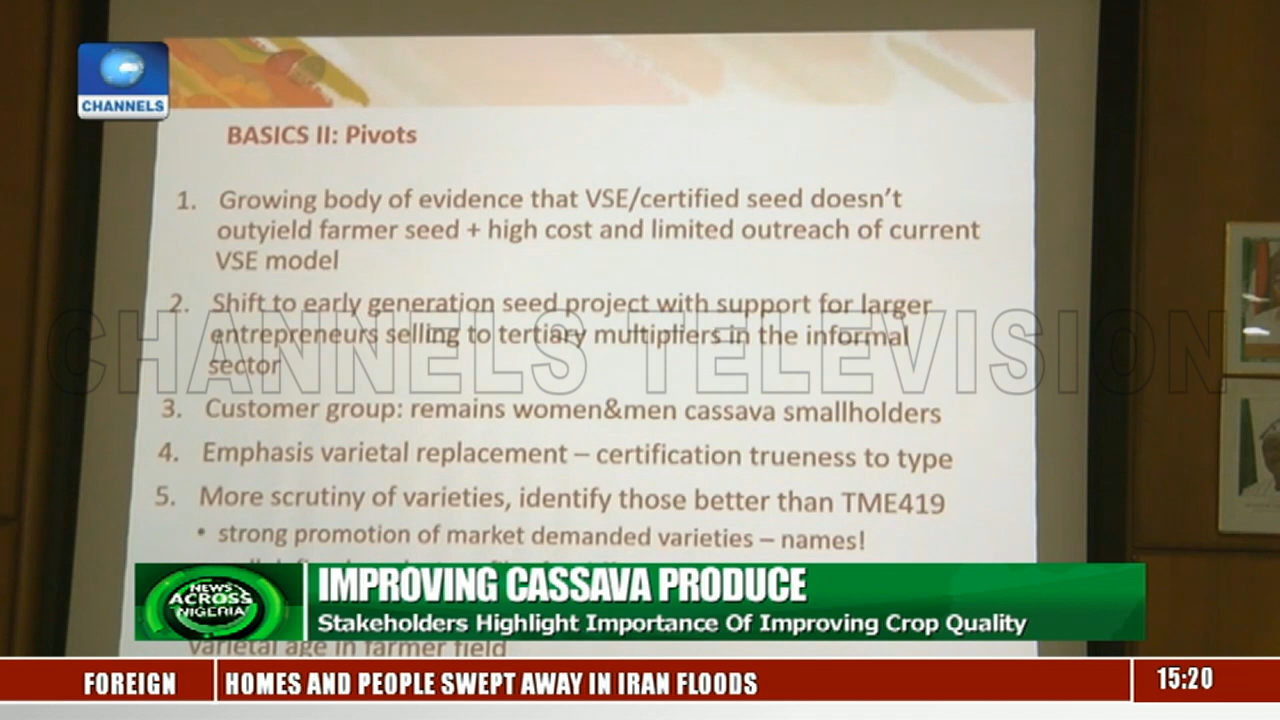 CHANNELS
BASICS II: Pivots
1. Growing body of evidence that VSE/certified seed doesn't
outyield farmer seed + high cost and limited outreach of current
VSE model
2. Shift to early generation seed project with support for larger
entrepreneurs selling to tertiary multipliers in the informal
sector
CHANNELS TELEVISION
3. Customer group: remains women&men cassava smallholders
4. Emphasis varietal replacement – certification trueness to type
5. More scrutiny of varieties, identify those better than TME419
• strong promotion of market demanded varieties – names!
NEWS
ACROSS
NIGERIA
IMPROVING CASSAVA PRODUCE
Stakeholders Highlight Importance Of Improving Crop Quality
varietal age in farmer field
FOREIGN
HOMES AND PEOPLE SWEPT AWAY IN IRAN FLOODS
15:20